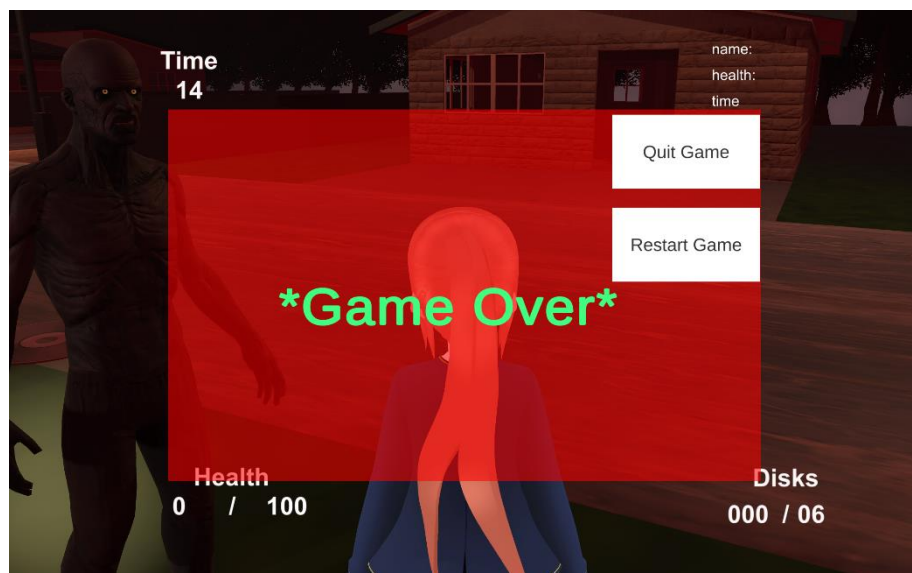 Time
14
name:
health:
time
Quit Game
Restart Game
*Game Over*
Health
0 / 100
Disks
000 / 06